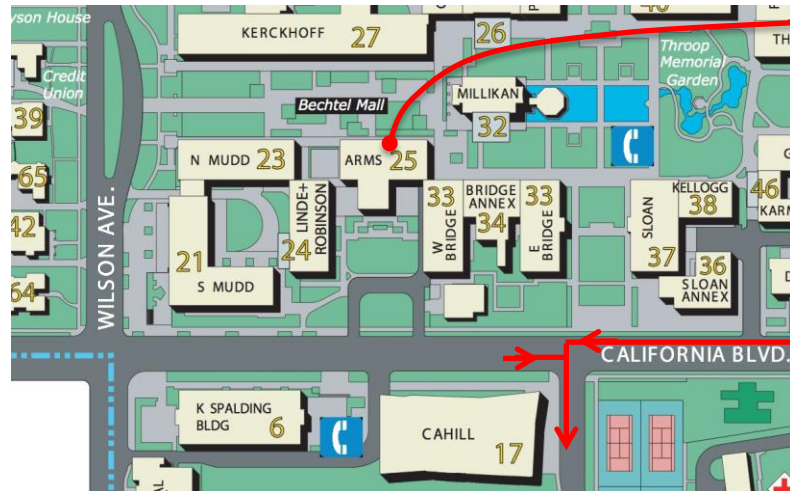 yson House
Credit
Union
39
65
42
64
WILSON AVE.
KERCKHOFF 27
26
Bechtel Mall
MILLIKAN
32
Throop
Memorial
Garden
TH
N MUDD 23
ARMS 25
LINDE+
ROBINSON
24
21
S MUDD
33
W
BRIDGE
BRIDGE
ANNEX
34
33
E
BRIDGE
SLOAN
37
KELLOGG
38
36
SLOAN
ANNEX
G
46
KARM
D
CALIFORNIA BLVD.
K SPALDING
BLDG 6
CAHILL
17
AL